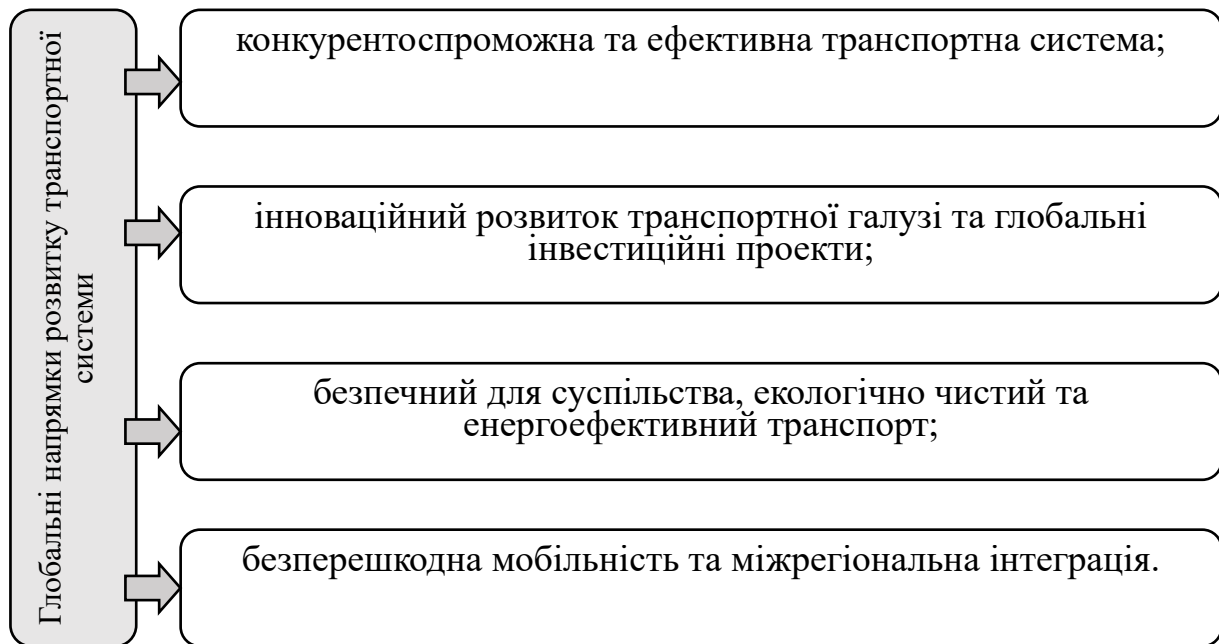 Глобальні напрямки розвитку транспортної
системи
конкурентоспроможна та ефективна транспортна система;
інноваційний розвиток транспортної галузі та глобальні
інвестиційні проекти;
безпечний для суспільства, екологічно чистий та
енергоефективний транспорт;
безперешкодна мобільність та міжрегіональна інтеграція.